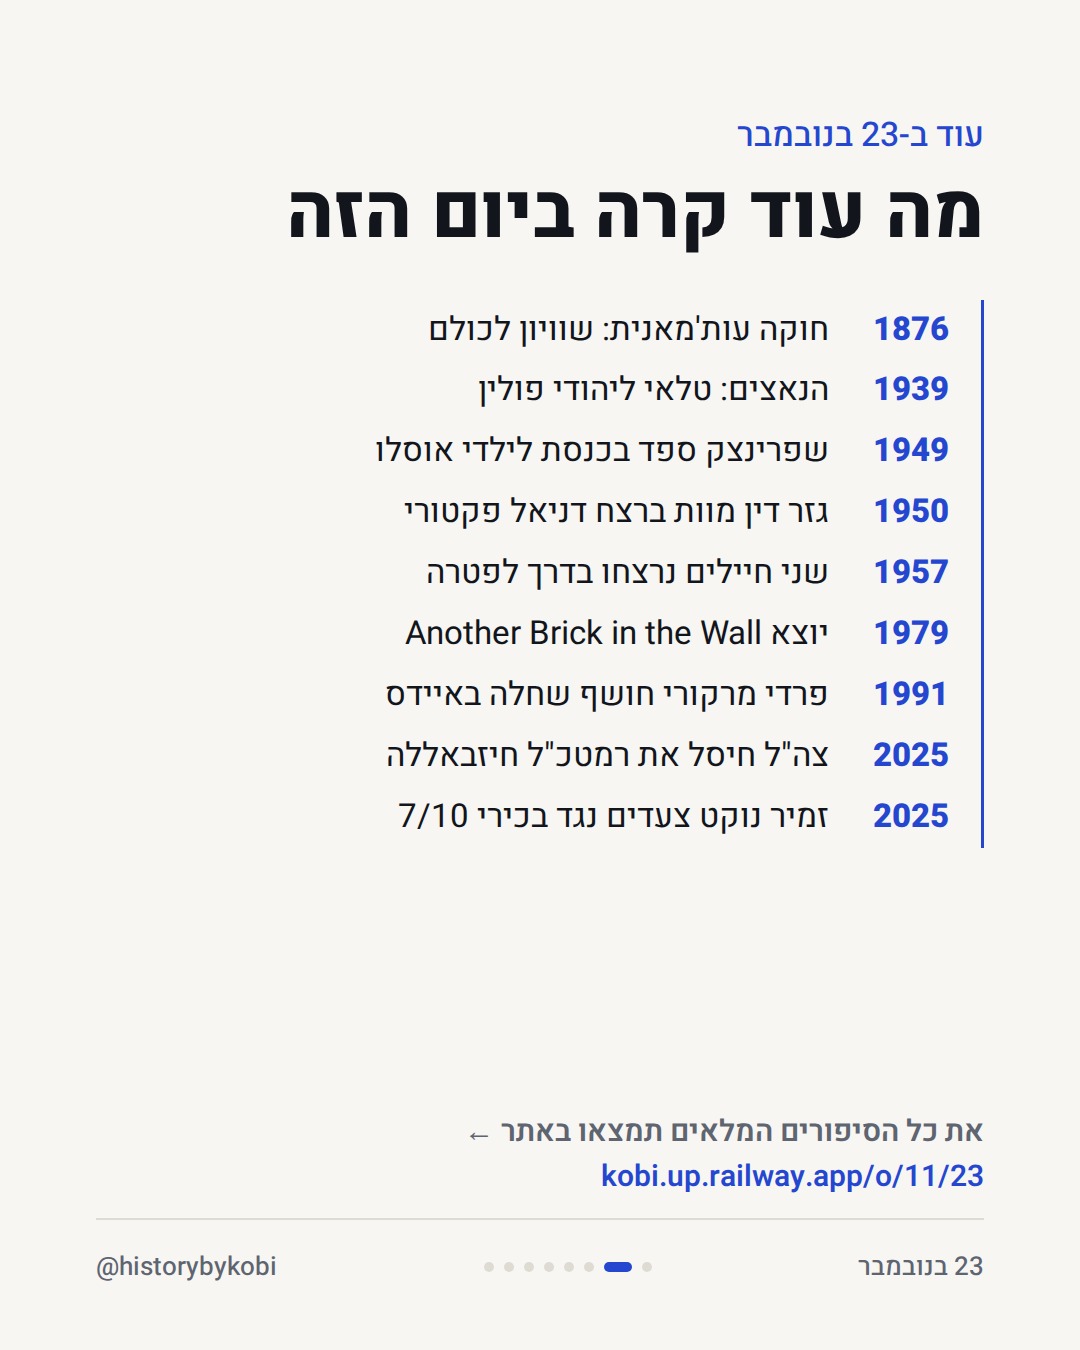 עוד ב-23 בנובמבר
מה עוד קרה ביום הזה
1876 חוקה עות'מאנית: שוויון לכולם
1939 הנאצים: טלאי ליהודי פולין
1949 שפרינצק ספד בכנסת לילדי אוסלו
1950 גזר דין מוות ברצח דניאל פקטורי
1957 שני חיילים נרצחו בדרך לפטרה
1979 יוצא Another Brick in the Wall
1991 פרדי מרקורי חושף שחלה באיידס
2025 צה"ל חיסל את רמטכ"ל חיזבאללה
2025 זמיר נוקט צעדים נגד בכירי 7/10
את כל הסיפורים המלאים תמצאו באתר ←
kobi.up.railway.app/o/11/23
23 בנובמבר
@historybykobi